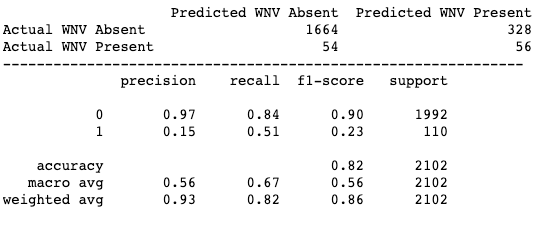 Predicted WNV Absent Predicted WNV Present
Actual WNV Absent 1664 328
Actual WNV Present 54 56
--------------------------------------------------------------
precision recall f1-score support
0 0.97 0.84 0.90 1992
1 0.15 0.51 0.23 110
accuracy 0.82 2102
macro avg 0.56 0.67 0.56 2102
weighted avg 0.93 0.82 0.86 2102